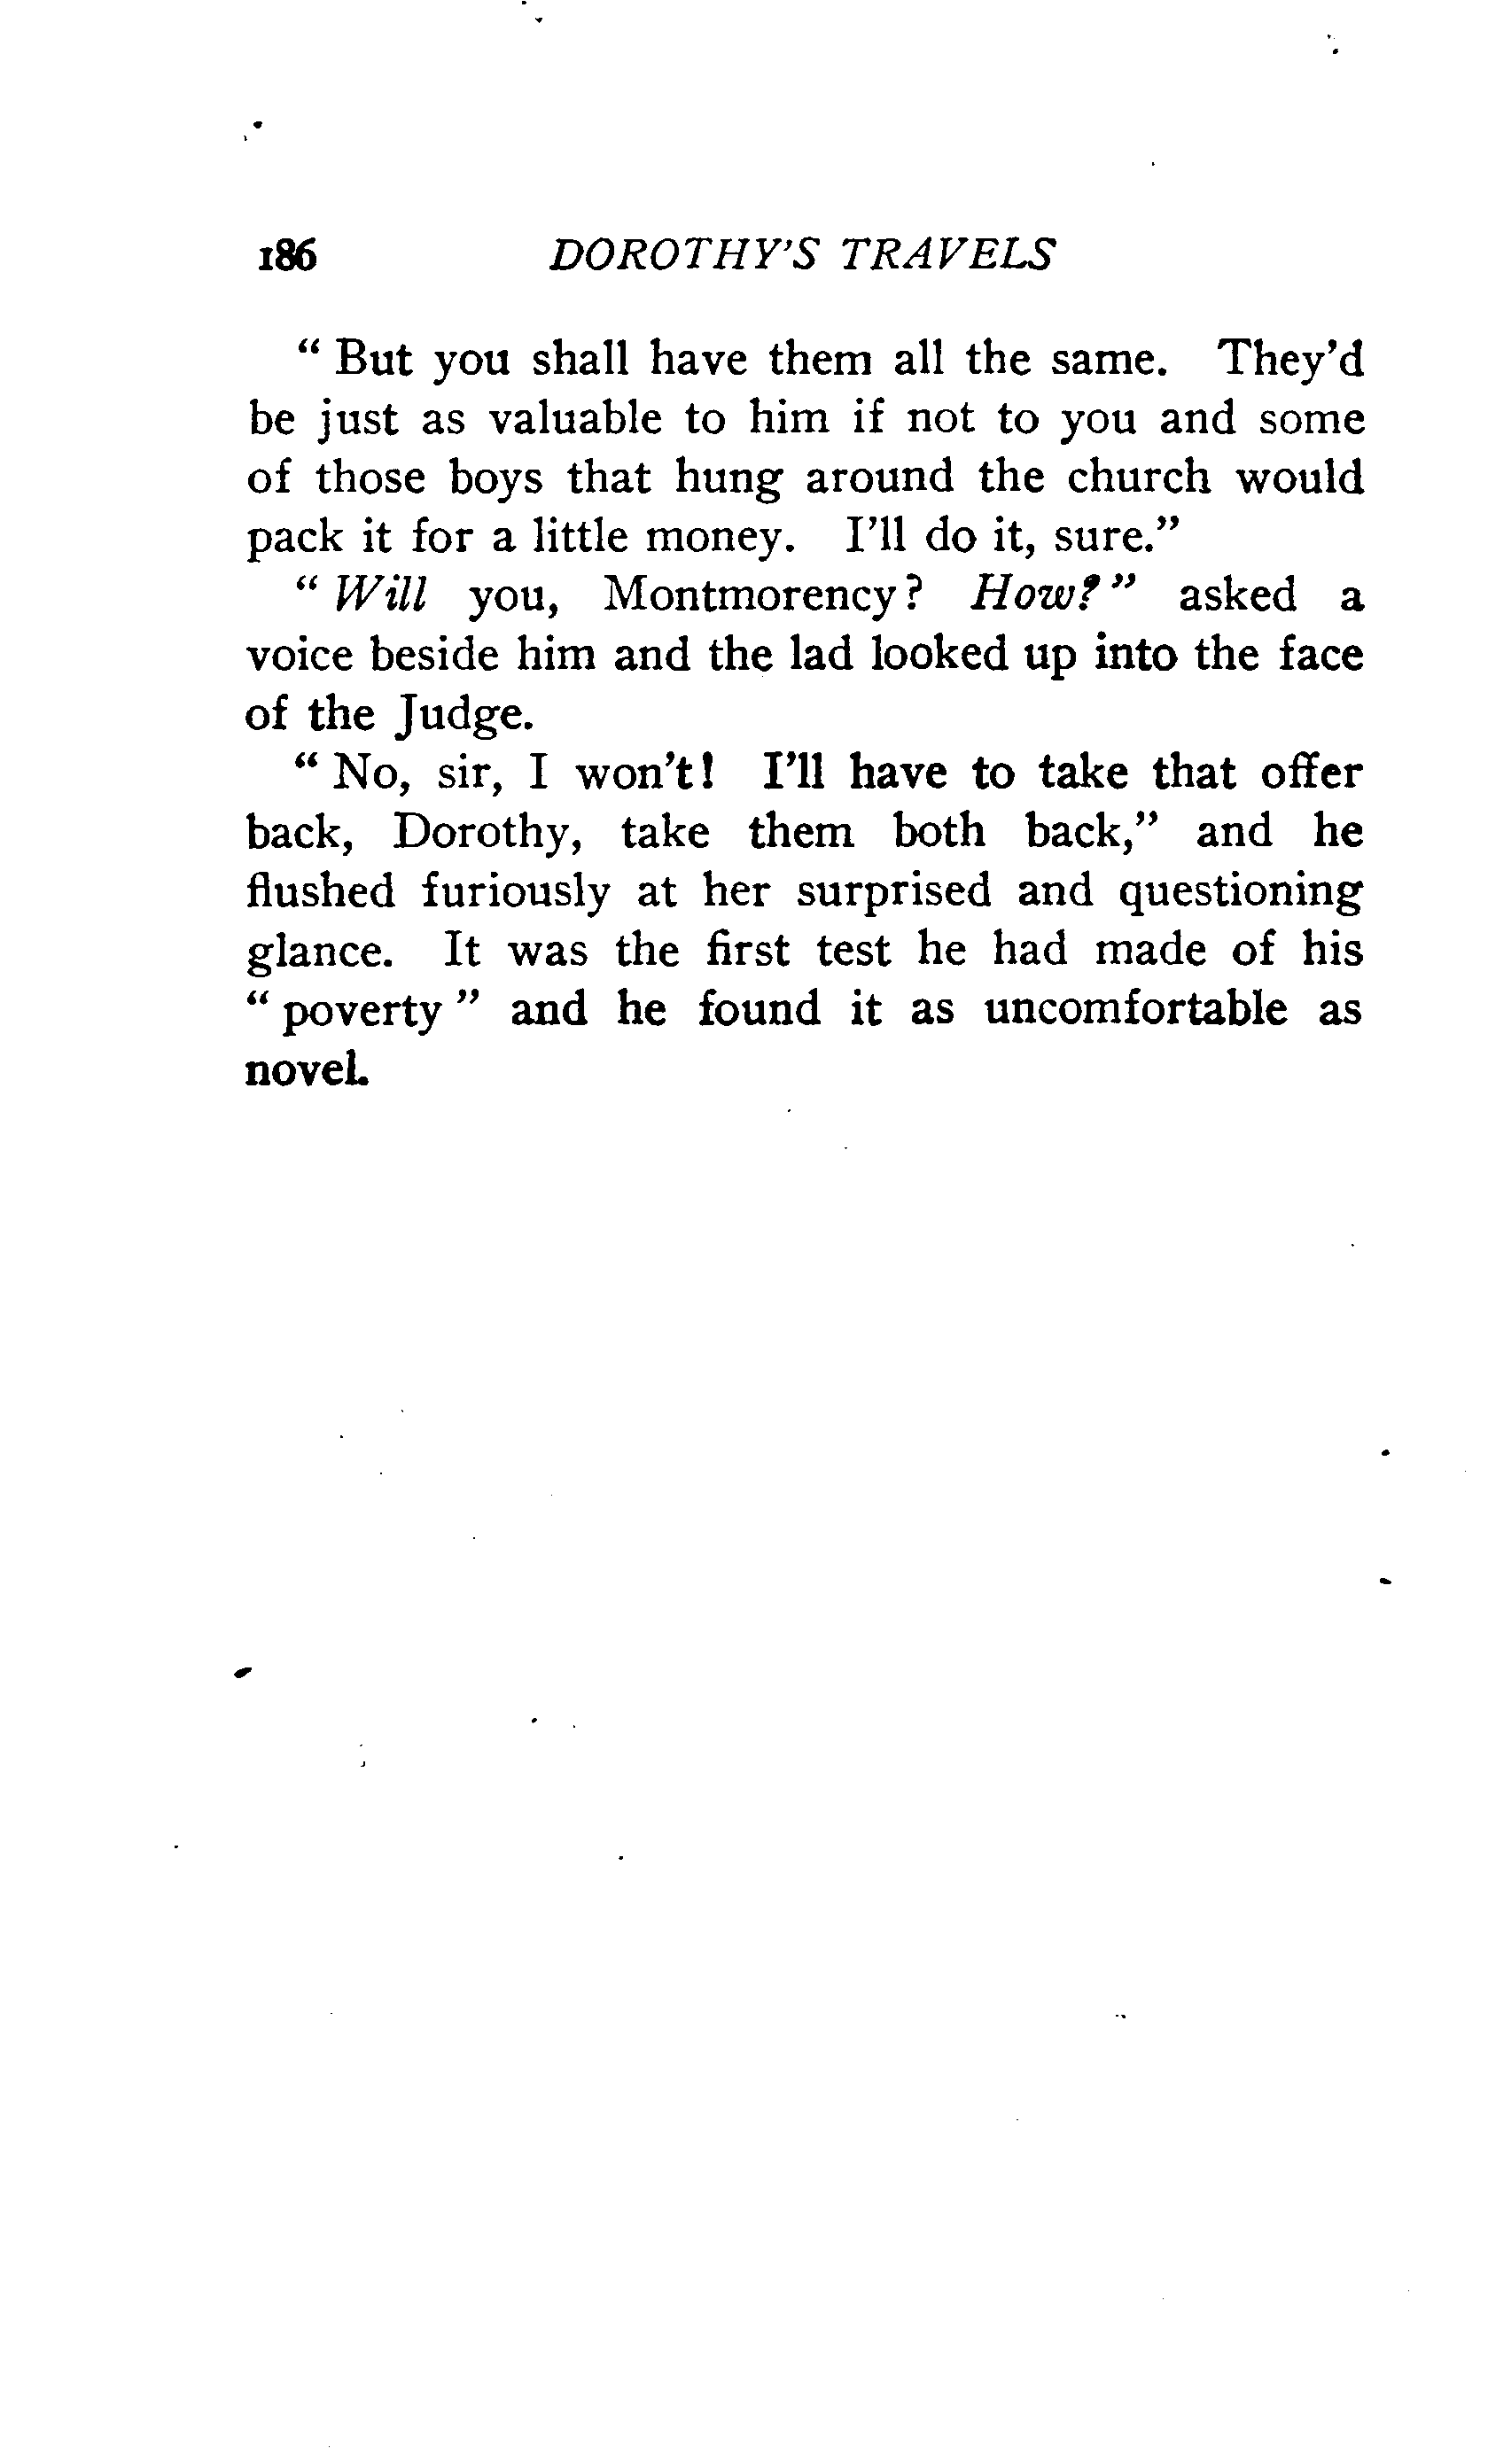 186 DOROTHY'S TRAVELS
" But you shall have them all the same. They'd
be just as valuable to him if not to you and some
of those boys that hung around the church would
pack it for a little money. I'll do it, sure."
" Will you, Montmorency? How?" asked a
voice beside him and the lad looked up into the face
of the Judge.
" No, sir, I won't! I'll have to take that offer
back, Dorothy, take them both back," and he
flushed furiously at her surprised and questioning
glance. It was the first test he had made of his
" poverty " and he found it as uncomfortable as
novel.